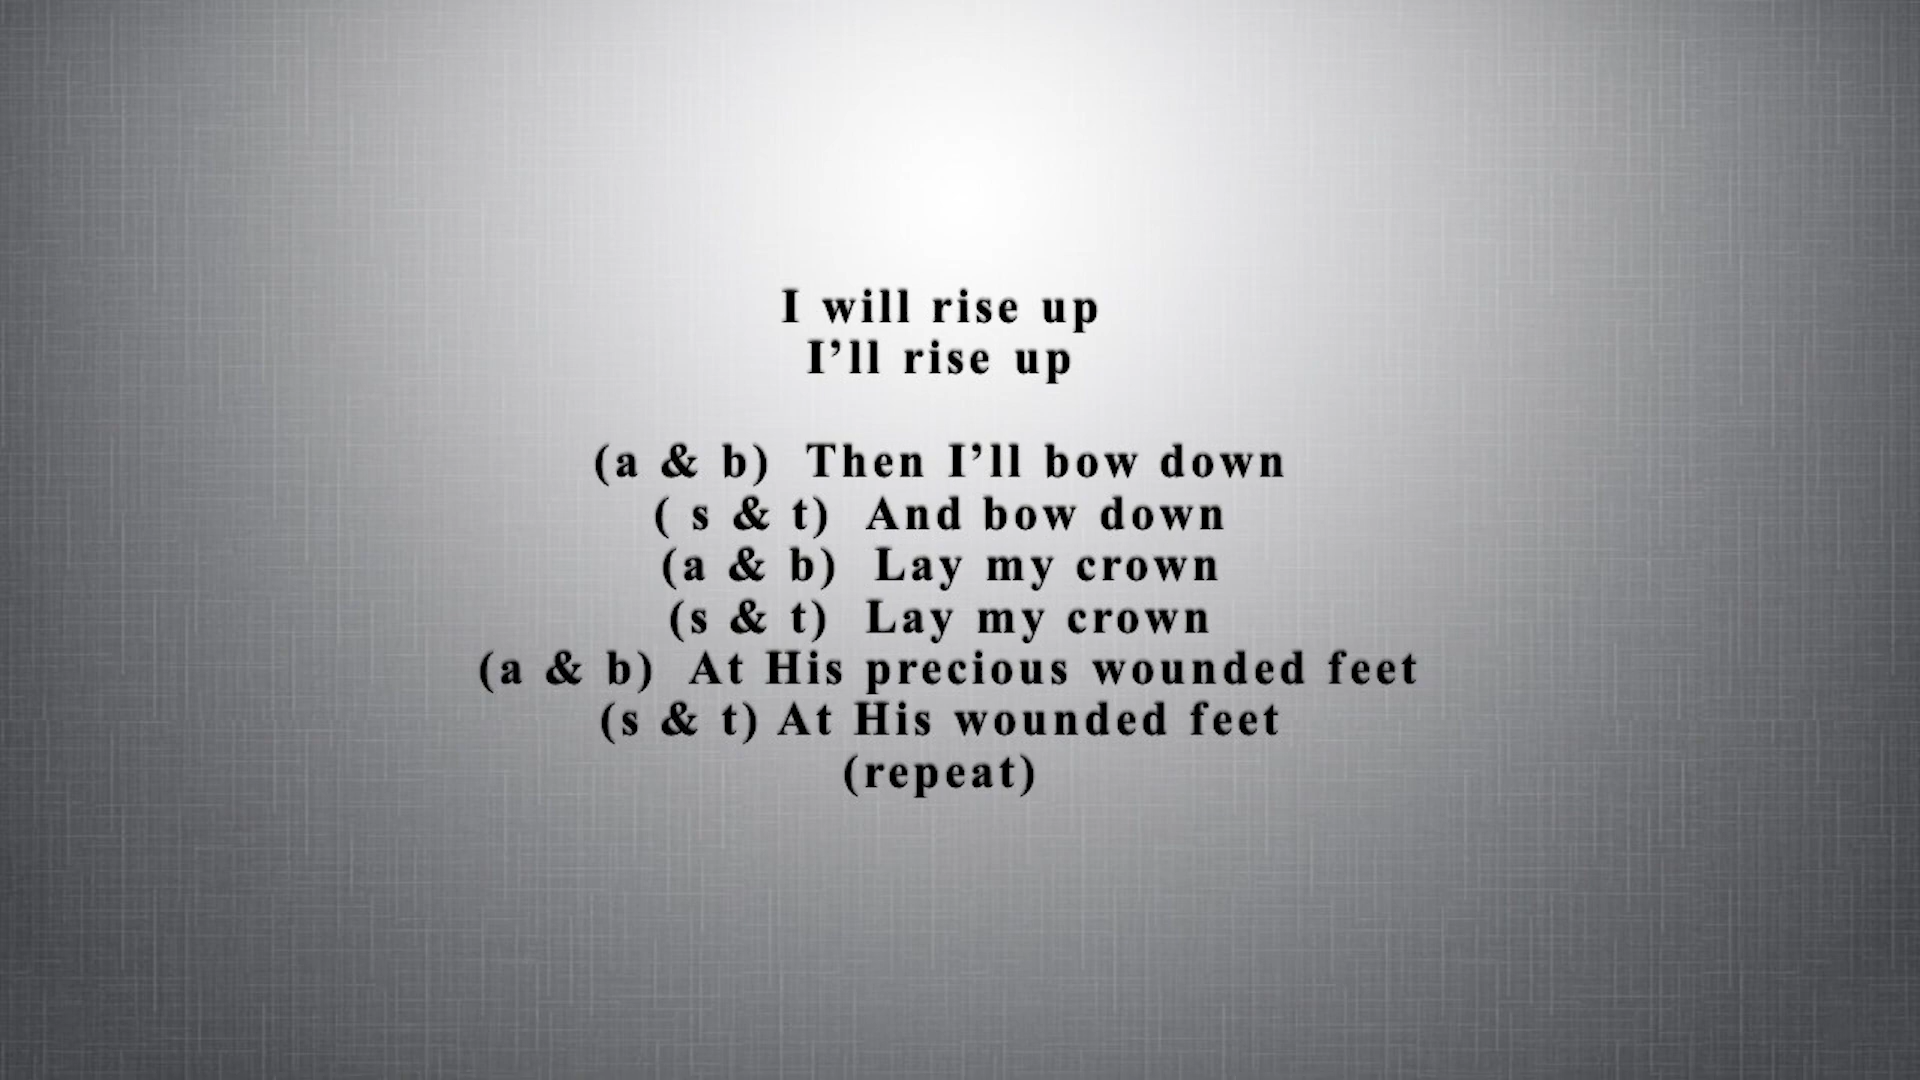 I will rise up
I’ll rise up
(a & b) Then I’ll bow down
( s & t) And bow down
(a & b) Lay my crown
(s & t) Lay my crown
(a & b) At His precious wounded feet
(s & t) At His wounded feet
(repeat)